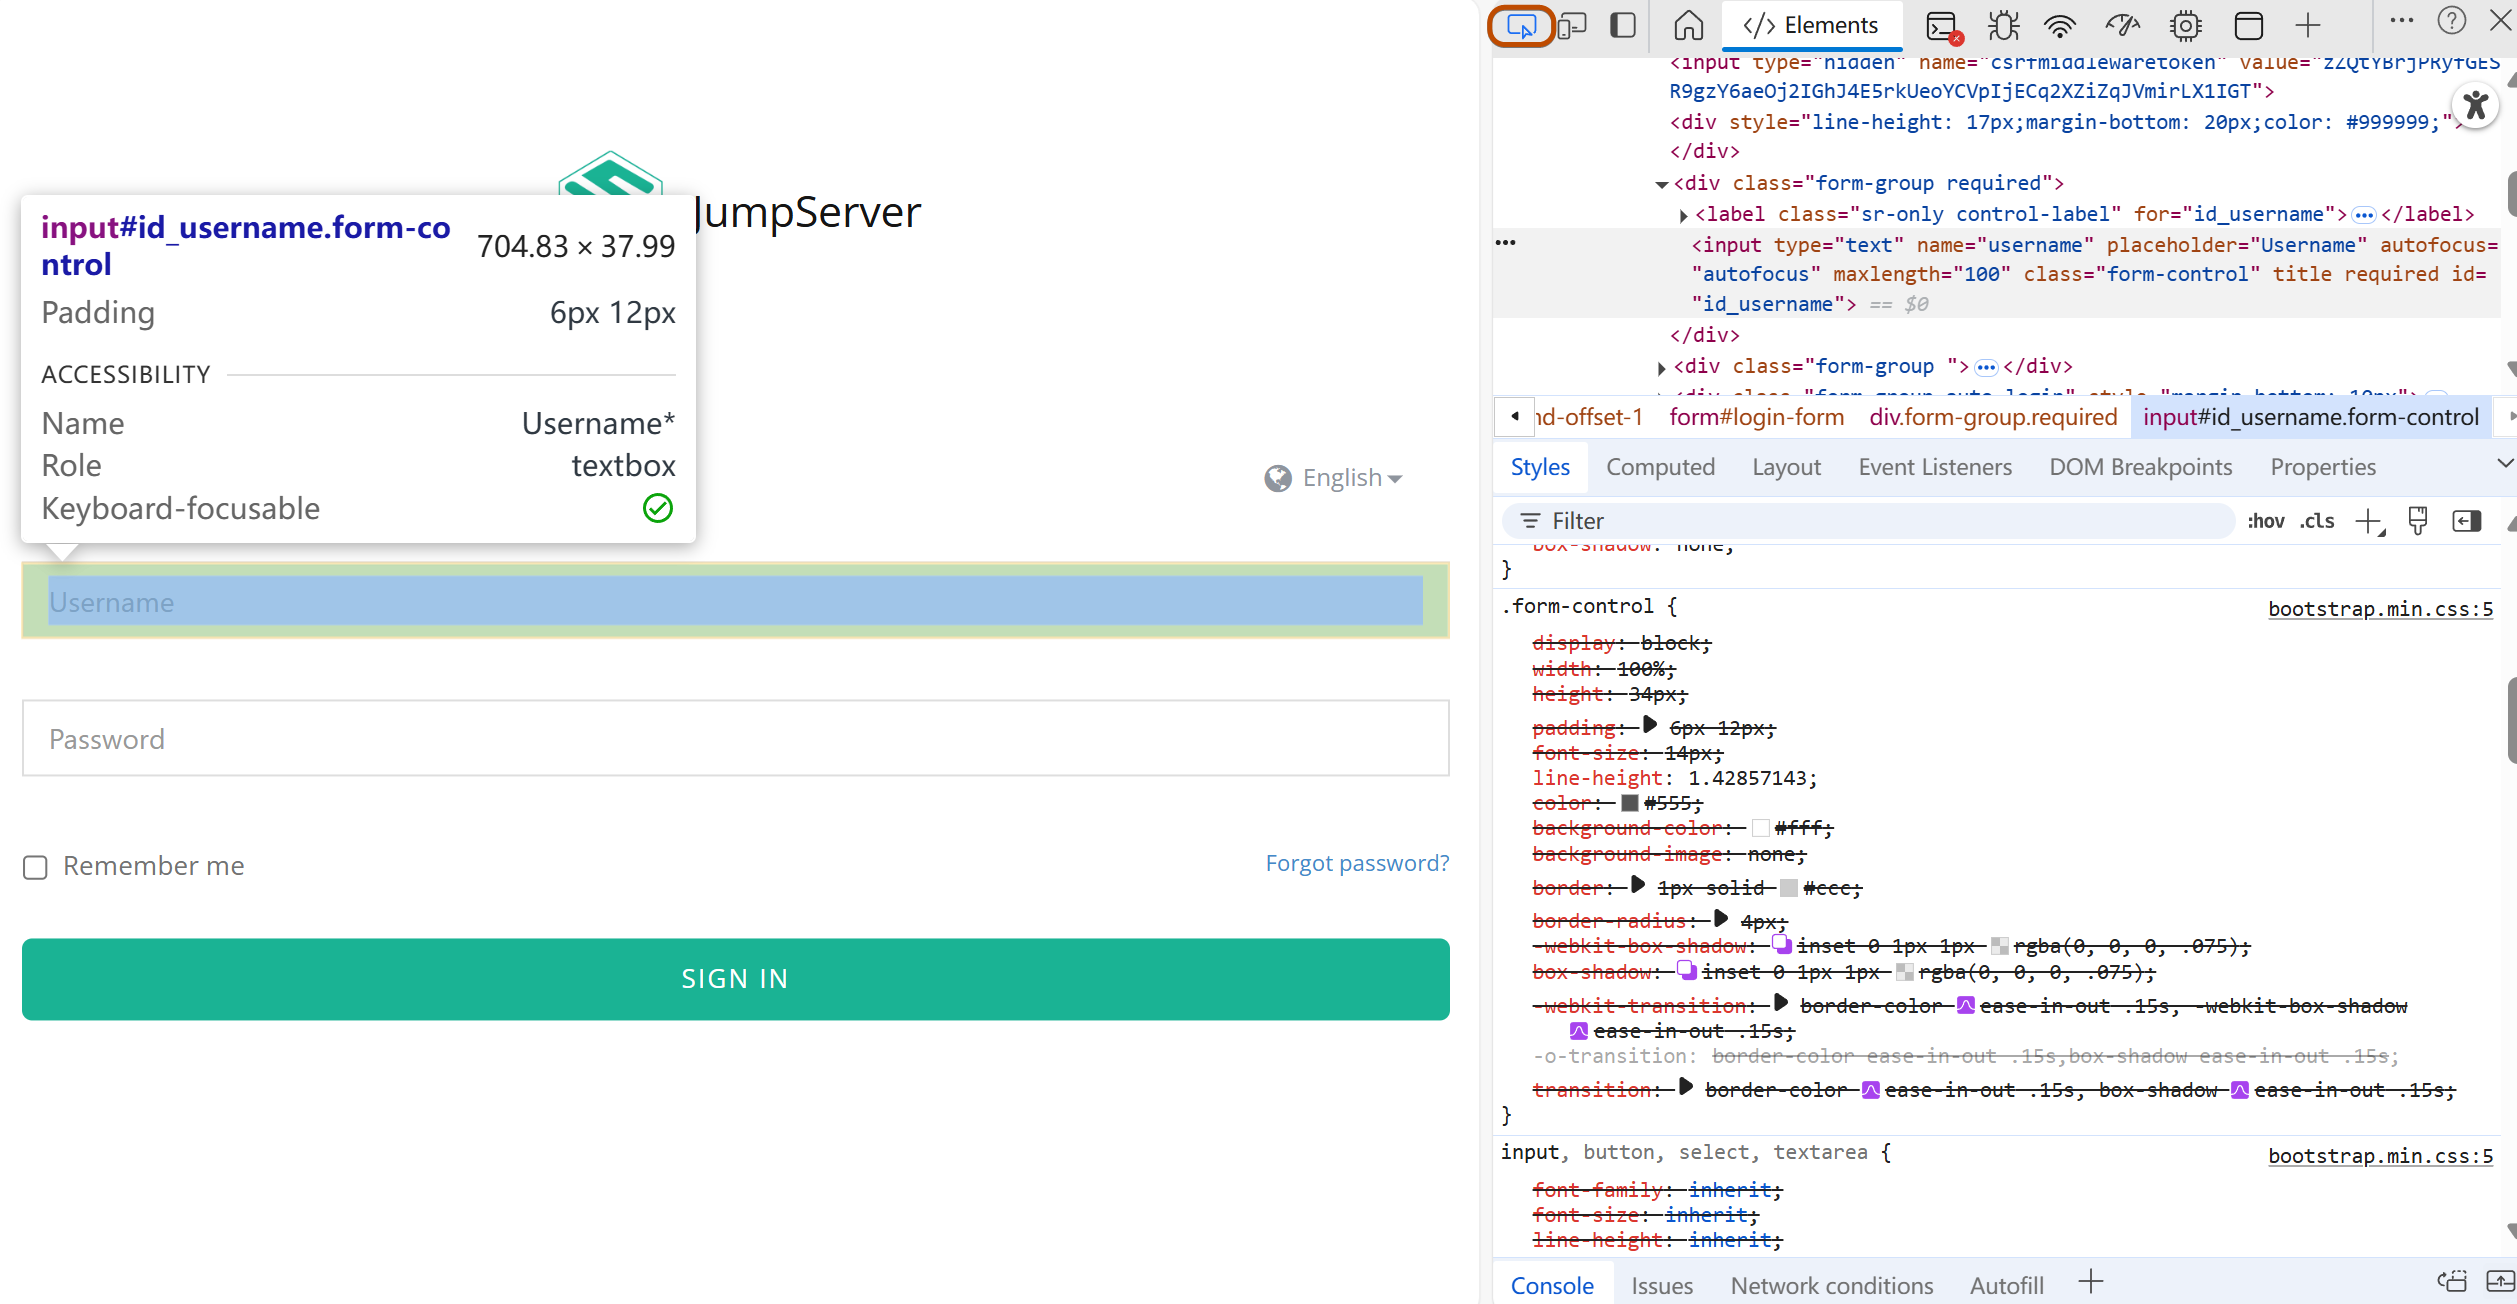 JumpServer
input#id_username.form-co
ntrol
704.83 × 37.99
Padding
6px 12px
ACCESSIBILITY
Name
Username*
Role
textbox
Keyboard-focusable
English
Username
Password
Remember me
Forgot password?
SIGN IN
</> Elements
<input type="hidden" name="csrfmiddlewaretoken" value="zZQtYBrjPRyfGES
R9gzY6aeOj2IGhJ4E5rkUeoYCVpIjECq2XZiZqJVmirLX1IGT">
<div style="line-height: 17px;margin-bottom: 20px;color: #999999;">
</div>
<div class="form-group required">
<label class="sr-only control-label" for="id_username">…</label>
<input type="text" name="username" placeholder="Username" autofocus=
"autofocus" maxlength="100" class="form-control" title required id=
"id_username"> == $0
</div>
<div class="form-group ">…</div>
nd-offset-1 form#login-form div.form-group.required input#id_username.form-control
Styles Computed Layout Event Listeners DOM Breakpoints Properties
Filter :hov .cls
box-shadow: none;
}
.form-control { bootstrap.min.css:5
display: block;
width: 100%;
height: 34px;
padding: 6px 12px;
font-size: 14px;
line-height: 1.42857143;
color: #555;
background-color: #fff;
background-image: none;
border: 1px solid #ccc;
border-radius: 4px;
-webkit-box-shadow: inset 0 1px 1px rgba(0, 0, 0, .075);
box-shadow: inset 0 1px 1px rgba(0, 0, 0, .075);
-webkit-transition: border-color ease-in-out .15s, -webkit-box-shadow
ease-in-out .15s;
-o-transition: border-color ease-in-out .15s,box-shadow ease-in-out .15s;
transition: border-color ease-in-out .15s, box-shadow ease-in-out .15s;
}
input, button, select, textarea { bootstrap.min.css:5
font-family: inherit;
font-size: inherit;
line-height: inherit;
Console Issues Network conditions Autofill